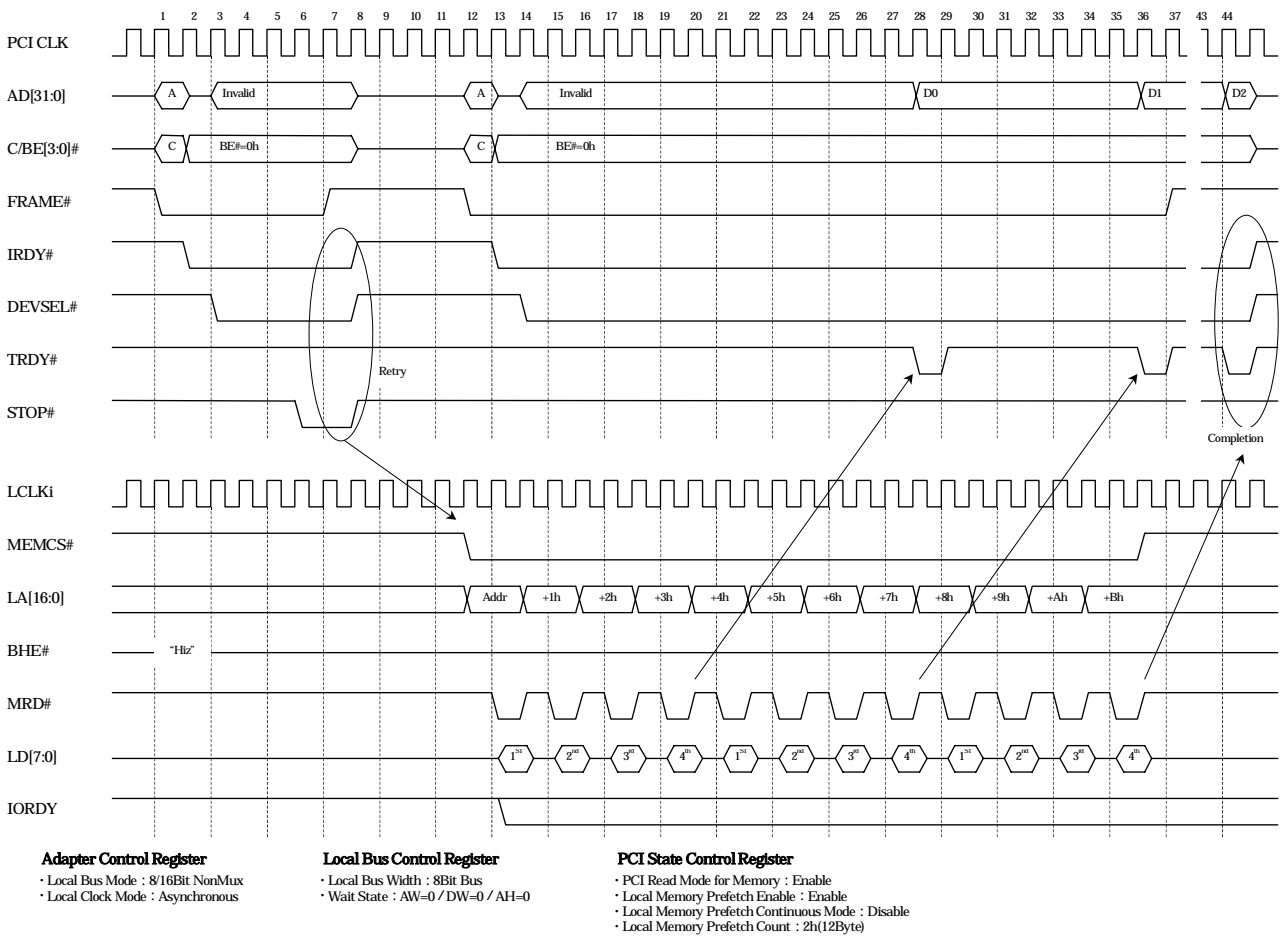 1 2 3 4 5 6 7 8 9 10 11 12 13 14 15 16 17 18 19 20 21 22 22 24 25 26 27 28 29 30 31 32 33 34 35 36 37 43 44
PCI CLK
AD[31:0] A Invalid A Invalid D0 D1 D2
C/BE[3:0]# C BE#=0h C BE#=0h
FRAME#
IRDY#
DEVSEL#
TRDY#
Retry
STOP#
Completion
LCLKi
MEMCS#
LA[16:0] Addr +1h +2h +3h +4h +5h +6h +7h +8h +9h +Ah +Bh
BHE# "Hiz"
MRD#
LD[7:0] 1ST 2nd 3rd 4th 1ST 2nd 3rd 4th 1ST 2nd 3rd 4th
IORDY
Adapter Control Register
・Local Bus Mode：8/16Bit NonMux
・Local Clock Mode：Asynchronous
Local Bus Control Register
・Local Bus Width：8Bit Bus
・Wait State：AW=0 / DW=0 / AH=0
PCI State Control Register
・PCI Read Mode for Memory：Enable
・Local Memory Prefetch Enable：Enable
・Local Memory Prefetch Continuous Mode：Disable
・Local Memory Prefetch Count：2h(12Byte)